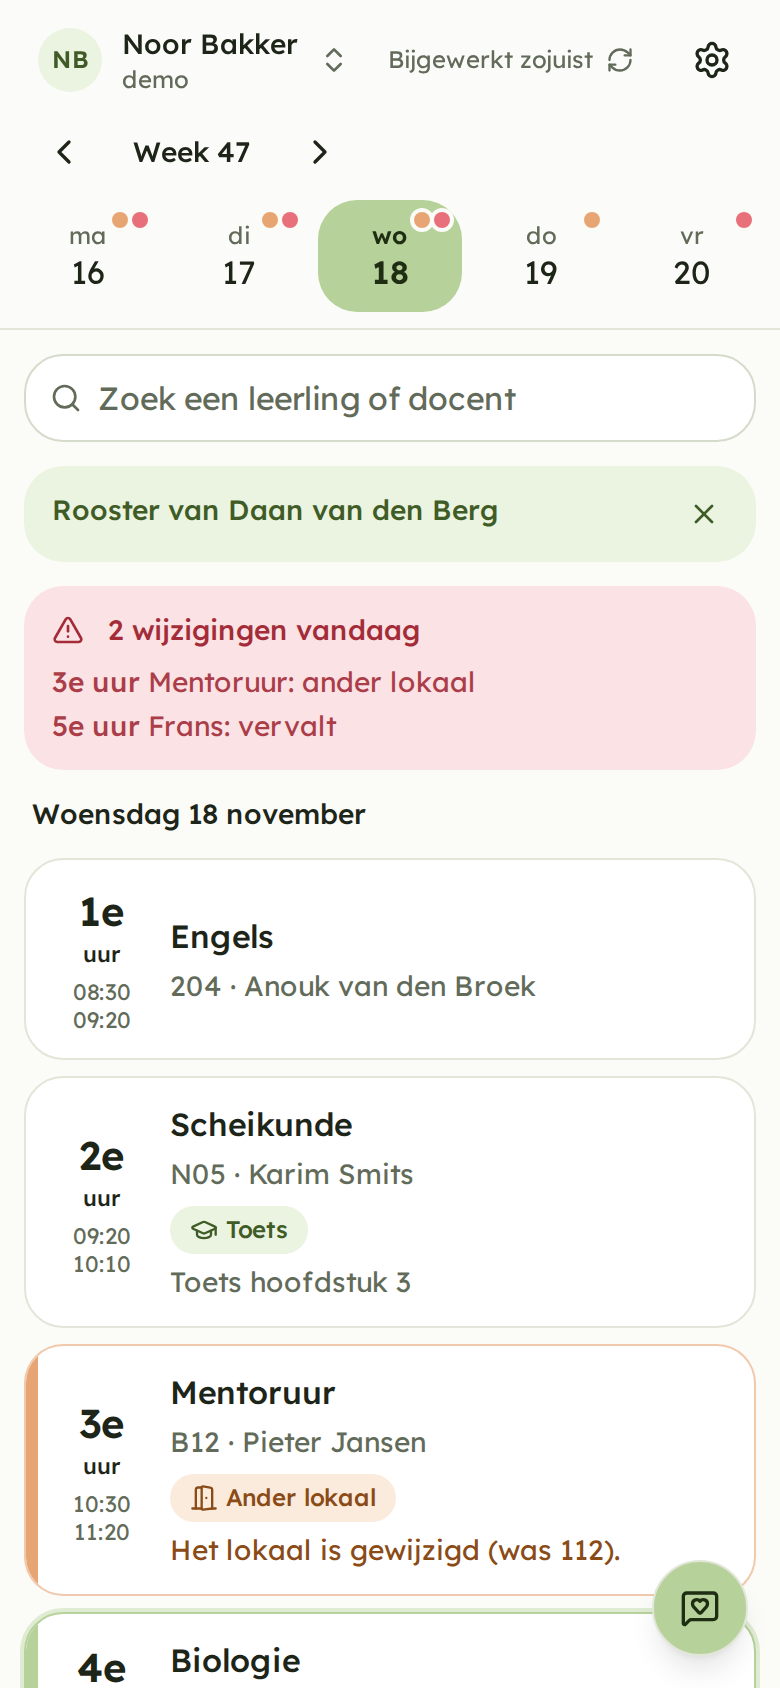 NB
Noor Bakker
demo
Bijgewerkt zojuist
Week 47
ma
16
di
17
wo
18
do
19
vr
20
Zoek een leerling of docent
Rooster van Daan van den Berg
2 wijzigingen vandaag
3e uur Mentoruur: ander lokaal
5e uur Frans: vervalt
Woensdag 18 november
1e
uur
08:30
09:20
Engels
204 · Anouk van den Broek
2e
uur
09:20
10:10
Scheikunde
N05 · Karim Smits
Toets
Toets hoofdstuk 3
3e
uur
10:30
11:20
Mentoruur
B12 · Pieter Jansen
Ander lokaal
Het lokaal is gewijzigd (was 112).
4e
Biologie